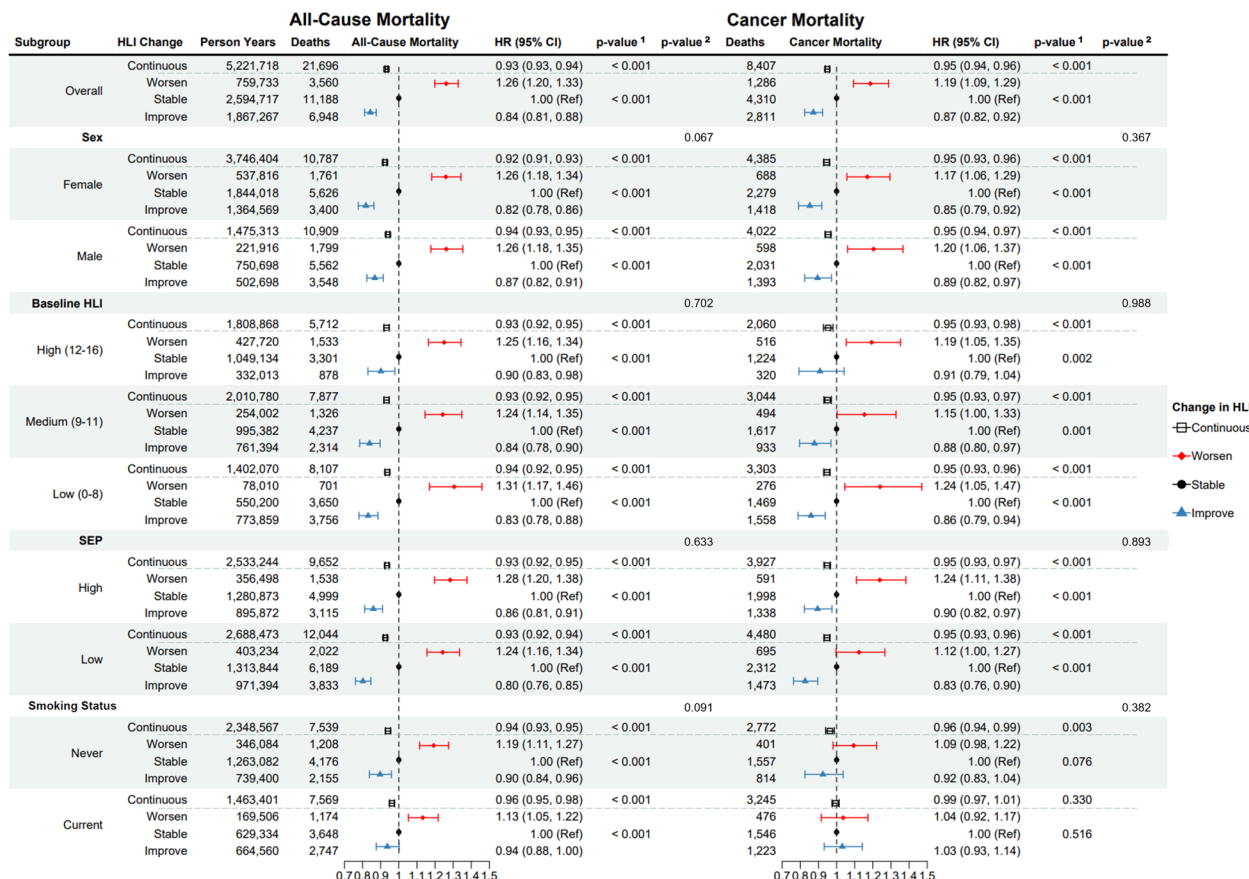 All-Cause Mortality Cancer Mortality
Subgroup HLI Change Person Years Deaths All-Cause Mortality HR (95% CI) p-value 1 p-value 2 Deaths Cancer Mortality HR (95% CI) p-value 1 p-value 2
Continuous 5,221,718 21,696 0.93 (0.93, 0.94) < 0.001 8,407 0.95 (0.94, 0.96) < 0.001
Overall
Worsen 759,733 3,560 1.26 (1.20, 1.33) 1,286 1.19 (1.09, 1.29)
Stable 2,594,717 11,188 1.00 (Ref) < 0.001 4,310 1.00 (Ref) < 0.001
Improve 1,867,267 6,948 0.84 (0.81, 0.88) 2,811 0.87 (0.82, 0.92)
Sex 0.067 0.367
Continuous 3,746,404 10,787 0.92 (0.91, 0.93) < 0.001 4,385 0.95 (0.93, 0.96) < 0.001
Female
Worsen 537,816 1,761 1.26 (1.18, 1.34) 688 1.17 (1.06, 1.29)
Stable 1,844,018 5,626 1.00 (Ref) < 0.001 2,279 1.00 (Ref) < 0.001
Improve 1,364,569 3,400 0.82 (0.78, 0.86) 1,418 0.85 (0.79, 0.92)
Continuous 1,475,313 10,909 0.94 (0.93, 0.95) < 0.001 4,022 0.95 (0.94, 0.97) < 0.001
Male
Worsen 221,916 1,799 1.26 (1.18, 1.35) 598 1.20 (1.06, 1.37)
Stable 750,698 5,562 1.00 (Ref) < 0.001 2,031 1.00 (Ref) < 0.001
Improve 502,698 3,548 0.87 (0.82, 0.91) 1,393 0.89 (0.82, 0.97)
Baseline HLI 0.702 0.988
Continuous 1,808,868 5,712 0.93 (0.92, 0.95) < 0.001 2,060 0.95 (0.93, 0.98) < 0.001
High (12-16)
Worsen 427,720 1,533 1.25 (1.16, 1.34) 516 1.19 (1.05, 1.35)
Stable 1,049,134 3,301 1.00 (Ref) < 0.001 1,224 1.00 (Ref) 0.002
Improve 332,013 878 0.90 (0.83, 0.98) 320 0.91 (0.79, 1.04)
Continuous 2,010,780 7,877 0.93 (0.92, 0.95) < 0.001 3,044 0.95 (0.93, 0.97) < 0.001
Medium (9-11)
Worsen 254,002 1,326 1.24 (1.14, 1.35) 494 1.15 (1.00, 1.33)
Stable 995,382 4,237 1.00 (Ref) < 0.001 1,617 1.00 (Ref) 0.001
Improve 761,394 2,314 0.84 (0.78, 0.90) 933 0.88 (0.80, 0.97)
Continuous 1,402,070 8,107 0.94 (0.92, 0.95) < 0.001 3,303 0.95 (0.93, 0.96) < 0.001
Low (0-8)
Worsen 78,010 701 1.31 (1.17, 1.46) 276 1.24 (1.05, 1.47)
Stable 550,200 3,650 1.00 (Ref) < 0.001 1,469 1.00 (Ref) < 0.001
Improve 773,859 3,756 0.83 (0.78, 0.88) 1,558 0.86 (0.79, 0.94)
SEP 0.633 0.893
Continuous 2,533,244 9,652 0.93 (0.92, 0.95) < 0.001 3,927 0.95 (0.93, 0.97) < 0.001
High
Worsen 356,498 1,538 1.28 (1.20, 1.38) 591 1.24 (1.11, 1.38)
Stable 1,280,873 4,999 1.00 (Ref) < 0.001 1,998 1.00 (Ref) < 0.001
Improve 895,872 3,115 0.86 (0.81, 0.91) 1,338 0.90 (0.82, 0.97)
Continuous 2,688,473 12,044 0.93 (0.92, 0.94) < 0.001 4,480 0.95 (0.93, 0.96) < 0.001
Low
Worsen 403,234 2,022 1.24 (1.16, 1.34) 695 1.12 (1.00, 1.27)
Stable 1,313,844 6,189 1.00 (Ref) < 0.001 2,312 1.00 (Ref) < 0.001
Improve 971,394 3,833 0.80 (0.76, 0.85) 1,473 0.83 (0.76, 0.90)
Smoking Status 0.091 0.382
Continuous 2,348,567 7,539 0.94 (0.93, 0.95) < 0.001 2,772 0.96 (0.94, 0.99) 0.003
Never
Worsen 346,084 1,208 1.19 (1.11, 1.27) 401 1.09 (0.98, 1.22)
Stable 1,263,082 4,176 1.00 (Ref) < 0.001 1,557 1.00 (Ref) 0.076
Improve 739,400 2,155 0.90 (0.84, 0.96) 814 0.92 (0.83, 1.04)
Continuous 1,463,401 7,569 0.96 (0.95, 0.98) < 0.001 3,245 0.99 (0.97, 1.01) 0.330
Current
Worsen 169,506 1,174 1.13 (1.05, 1.22) 476 1.04 (0.92, 1.17)
Stable 629,334 3,648 1.00 (Ref) < 0.001 1,546 1.00 (Ref) 0.516
Improve 664,560 2,747 0.94 (0.88, 1.00) 1,223 1.03 (0.93, 1.14)
0.7 0.8 0.9 1 1.1 1.2 1.3 1.4 1.5 0.7 0.8 0.9 1 1.1 1.2 1.3 1.4 1.5
Change in HLI
Continuous
Worsen
Stable
Improve